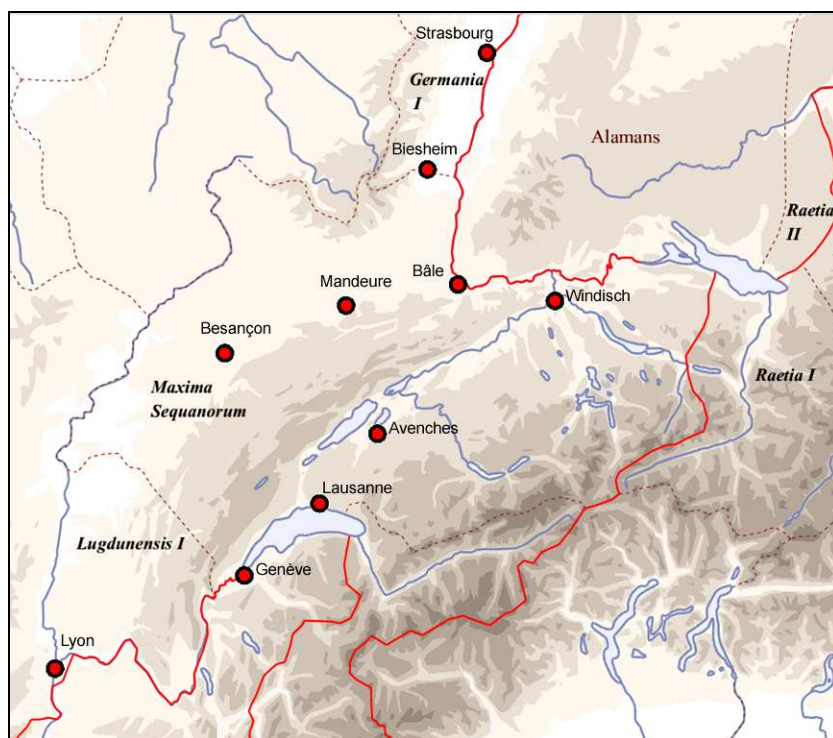 Strasbourg
Germania
I
Biesheim
Alamans
Raetia
II
Bâle
Mandeure
Windisch
Besançon
Maxima
Sequanorum
Raetia I
Avenches
Lausanne
Lugdunensis I
Genève
Lyon